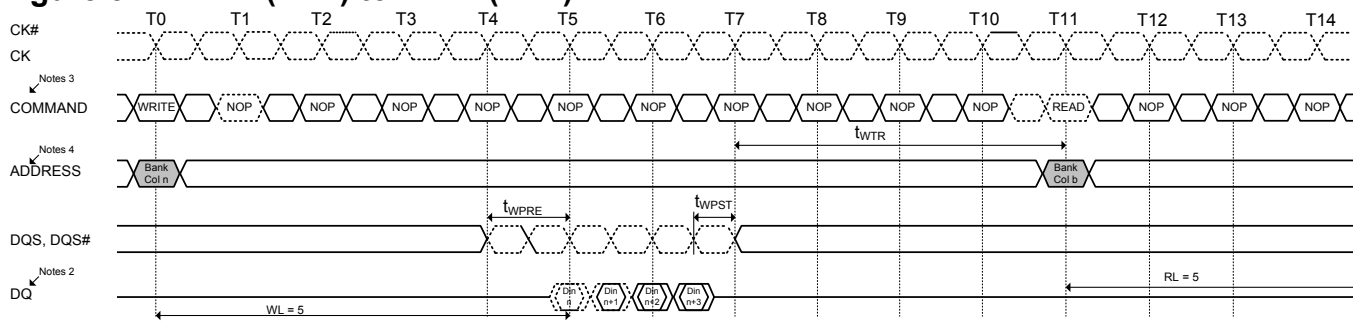 T0 T1 T2 T3 T4 T5 T6 T7 T8 T9 T10 T11 T12 T13 T14
CK#
CK
Notes 3
COMMAND WRITE NOP NOP NOP NOP NOP NOP NOP NOP NOP NOP READ NOP NOP NOP
tWTR
Notes 4
ADDRESS
Bank Bank
Col n Col b
tWPRE tWPST
DQS, DQS#
Notes 2
DQ
Din Din Din Din
n n+1 n+2 n+3
RL = 5
WL = 5